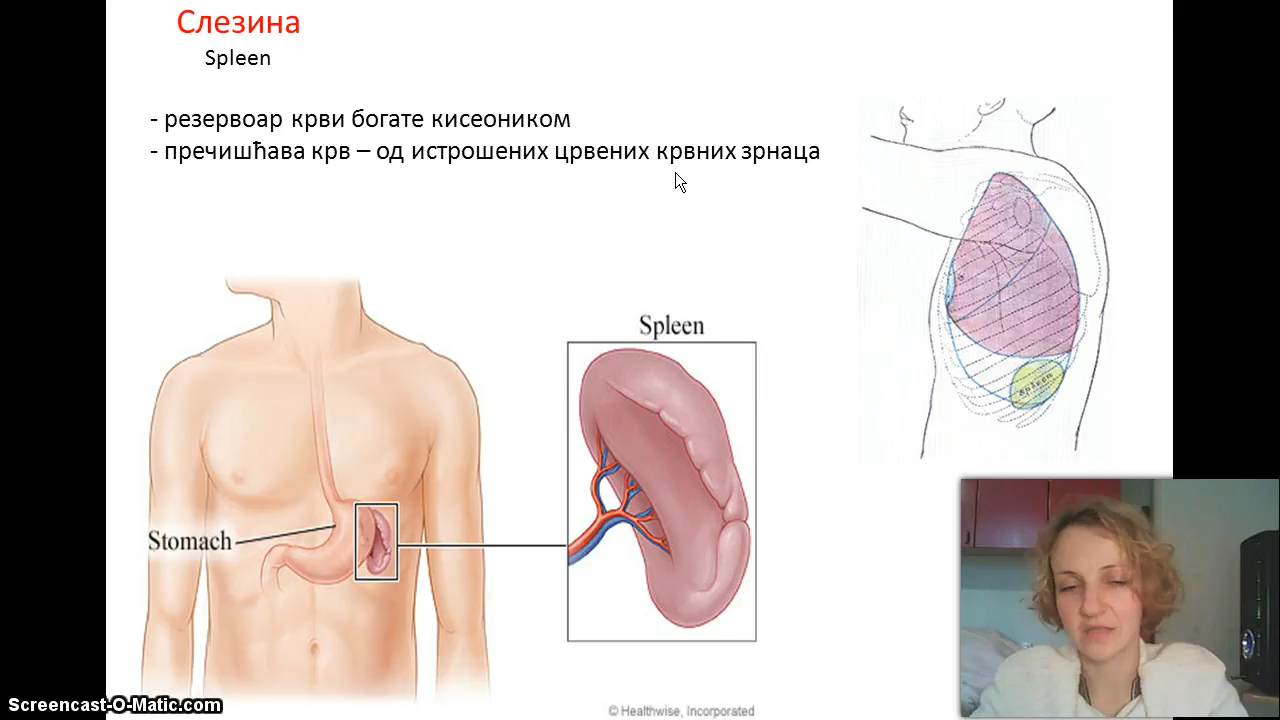 Слезина
Spleen
- резервоар крви богате кисеоником
- пречишћава крв – од истрошених црвених крвних зрнаца
Spleen
spleen
Stomach
© Healthwise, Incorporated
Screencast-O-Matic.com